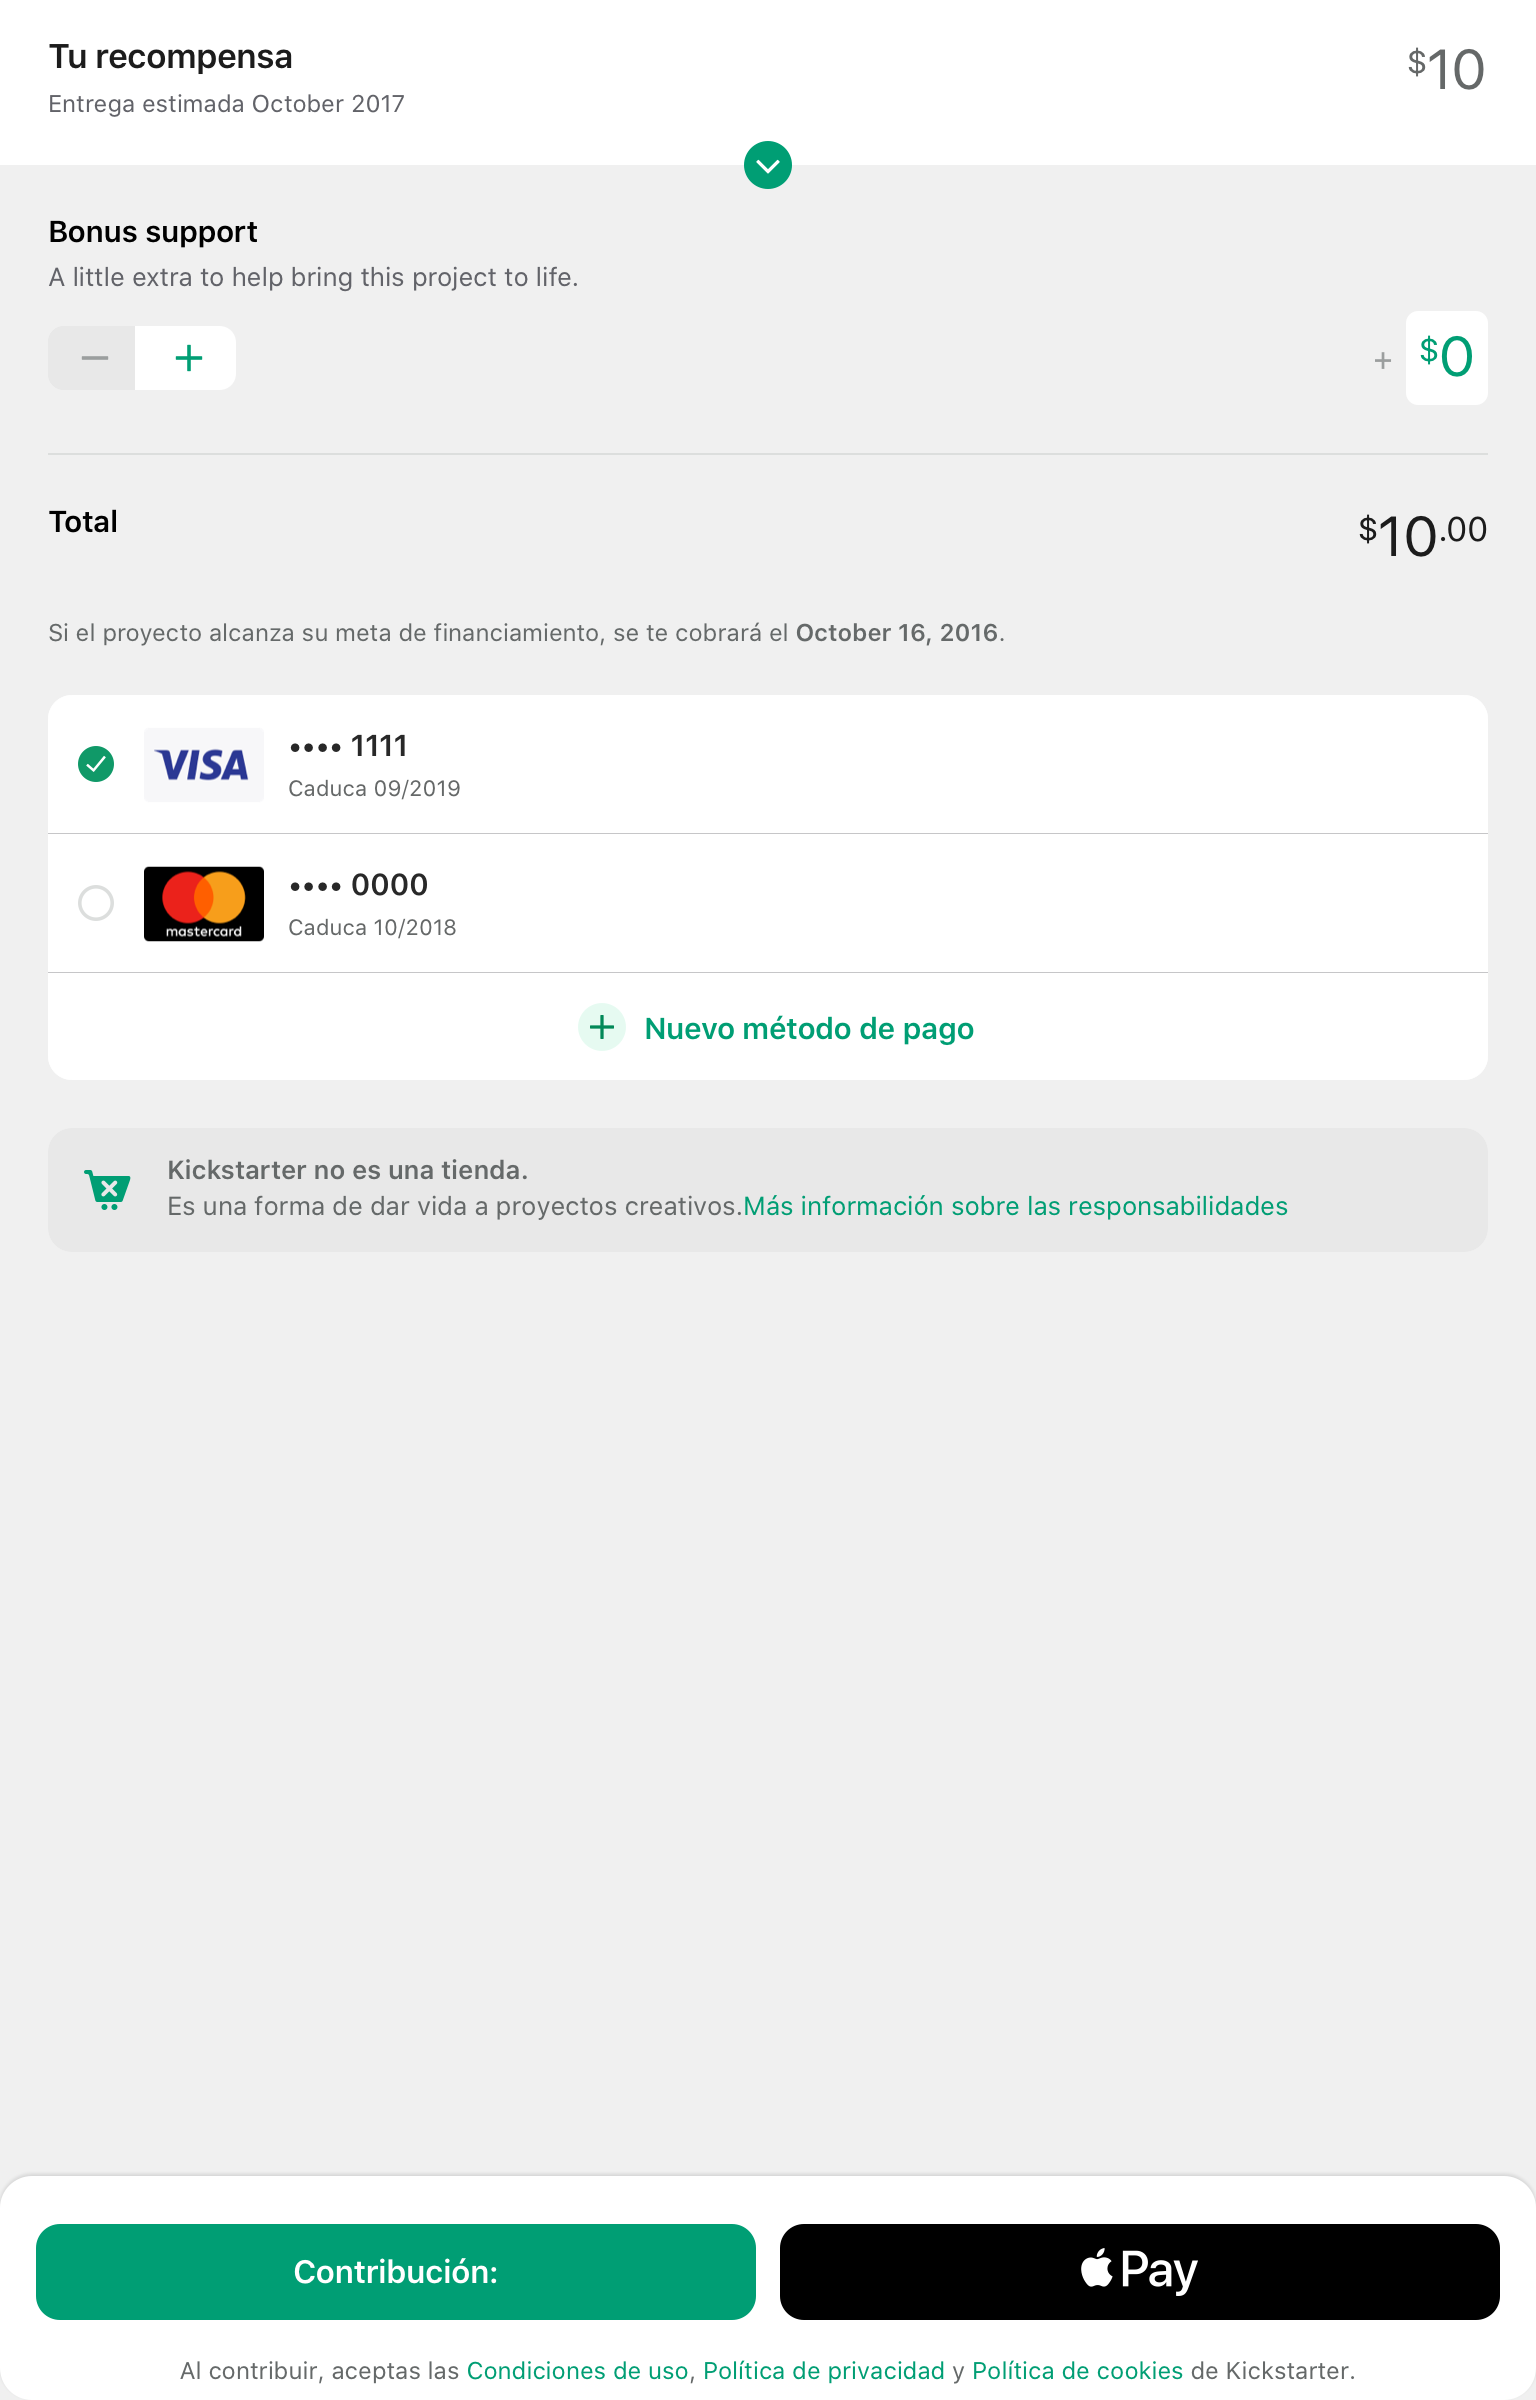 Tu recompensa
$10
Entrega estimada October 2017
Bonus support
A little extra to help bring this project to life.
+ $0
Total
$10.00
Si el proyecto alcanza su meta de financiamiento, se te cobrará el October 16, 2016.
VISA
•••• 1111
Caduca 09/2019
mastercard
•••• 0000
Caduca 10/2018
Nuevo método de pago
Kickstarter no es una tienda.
Es una forma de dar vida a proyectos creativos.Más información sobre las responsabilidades
Contribución:
Pay
Al contribuir, aceptas las Condiciones de uso, Política de privacidad y Política de cookies de Kickstarter.